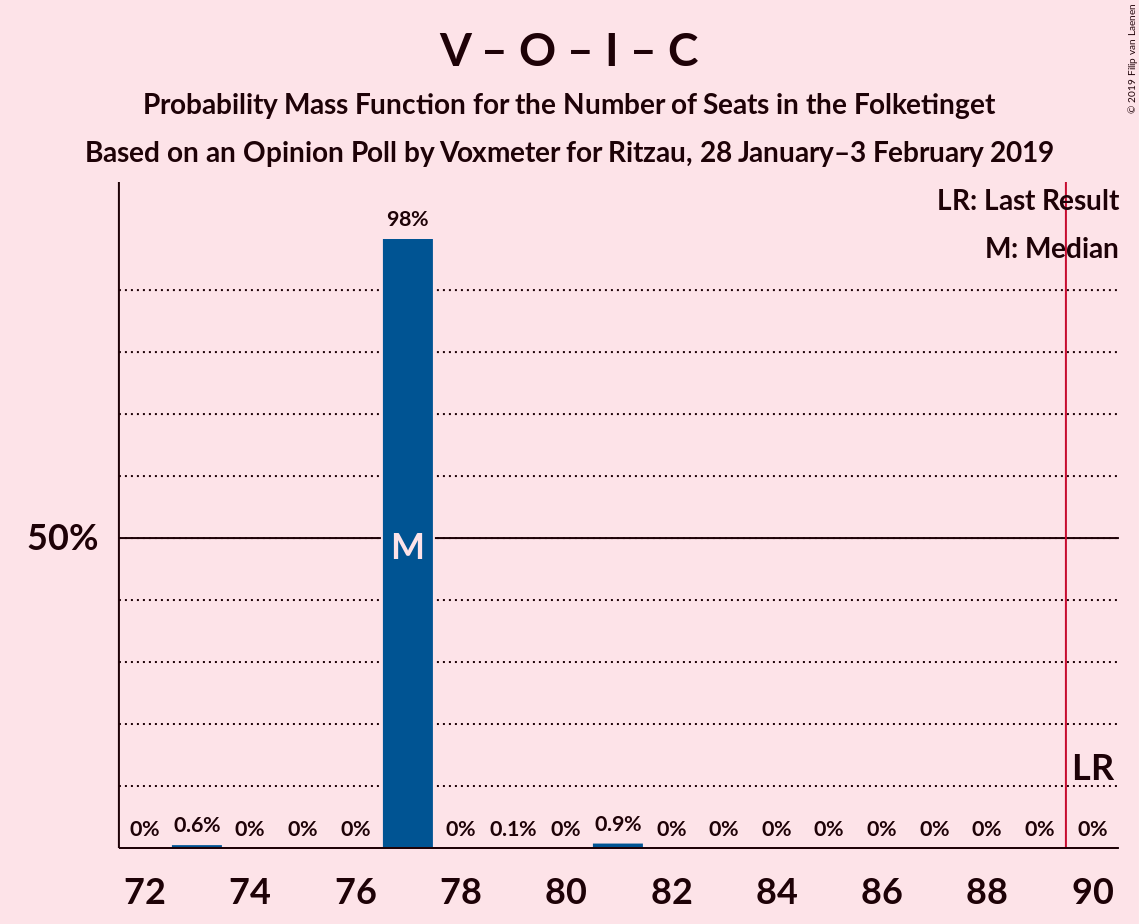 V – O – I – C
Probability Mass Function for the Number of Seats in the Folketinget
Based on an Opinion Poll by Voxmeter for Ritzau, 28 January–3 February 2019
© 2019 Filip van Laenen
LR: Last Result
M: Median
98%
50%
M
LR
0% 0.6% 0% 0% 0% 0% 0.1% 0% 0.9% 0% 0% 0% 0% 0% 0% 0% 0% 0%
72 74 76 78 80 82 84 86 88 90